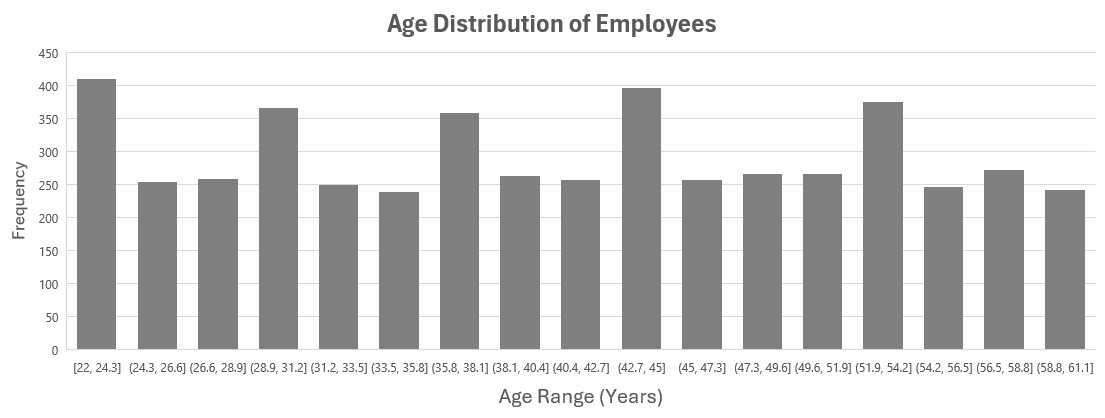 Age Distribution of Employees
450
400
350
300
250
200
150
100
50
0
Frequency
[22, 24.3] (24.3, 26.6] (26.6, 28.9] (28.9, 31.2] (31.2, 33.5] (33.5, 35.8] (35.8, 38.1] (38.1, 40.4] (40.4, 42.7] (42.7, 45] (45, 47.3] (47.3, 49.6] (49.6, 51.9] (51.9, 54.2] (54.2, 56.5] (56.5, 58.8] (58.8, 61.1]
Age Range (Years)